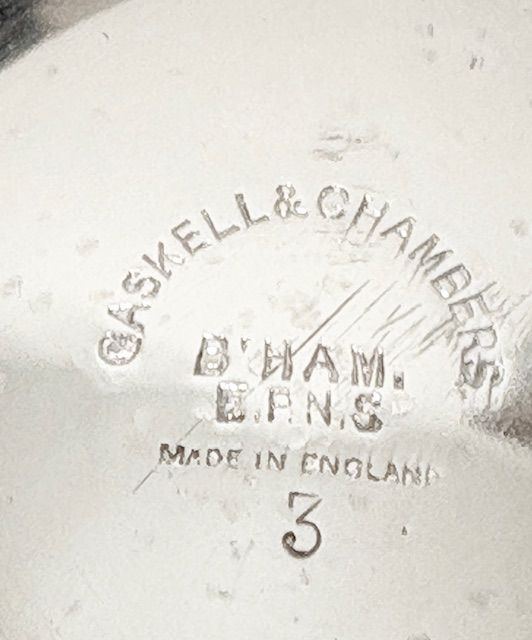 GASKELL & CHAMBERS
B'HAM.
E.P.N.S
MADE IN ENGLAND
3